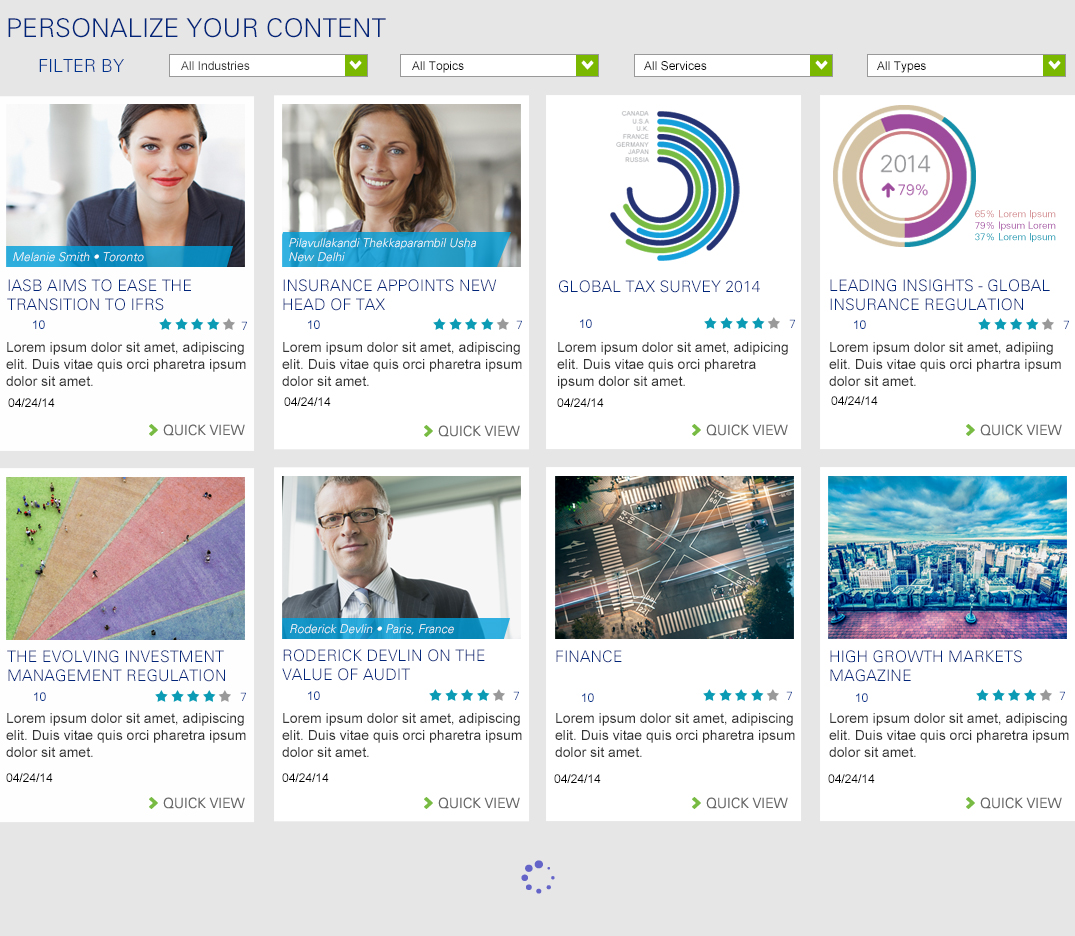 PERSONALIZE YOUR CONTENT
FILTER BY
All Industries
All Topics
All Services
All Types
Melanie Smith • Toronto
IASB AIMS TO EASE THE
TRANSITION TO IFRS
10
7
Lorem ipsum dolor sit amet, adipiscing
elit. Duis vitae quis orci pharetra ipsum
dolor sit amet.
04/24/14
QUICK VIEW
Pilavullakandi Thekkaparambil Usha
New Delhi
INSURANCE APPOINTS NEW
HEAD OF TAX
10
7
Lorem ipsum dolor sit amet, adipiscing
elit. Duis vitae quis orci pharetra ipsum
dolor sit amet.
04/24/14
QUICK VIEW
CANADA
U.S.A
U.K.
FRANCE
GERMANY
JAPAN
RUSSIA
GLOBAL TAX SURVEY 2014
10
7
Lorem ipsum dolor sit amet, adipicing
elit. Duis vitae quis orci pharetra
ipsum dolor sit amet.
04/24/14
QUICK VIEW
2014
79%
65% Lorem Ipsum
79% Ipsum Lorem
37% Lorem Ipsum
LEADING INSIGHTS - GLOBAL
INSURANCE REGULATION
10
7
Lorem ipsum dolor sit amet, adipiing
elit. Duis vitae quis orci phartra ipsum
dolor sit amet.
04/24/14
QUICK VIEW
THE EVOLVING INVESTMENT
MANAGEMENT REGULATION
10
7
Lorem ipsum dolor sit amet, adipiscing
elit. Duis vitae quis orci pharetra ipsum
dolor sit amet.
04/24/14
QUICK VIEW
Roderick Devlin • Paris, France
RODERICK DEVLIN ON THE
VALUE OF AUDIT
10
7
Lorem ipsum dolor sit amet, adipiscing
elit. Duis vitae quis orci pharetra ipsum
dolor sit amet.
04/24/14
QUICK VIEW
FINANCE
10
7
Lorem ipsum dolor sit amet, adipiscing
elit. Duis vitae quis orci pharetra ipsum
dolor sit amet.
04/24/14
QUICK VIEW
HIGH GROWTH MARKETS
MAGAZINE
10
7
Lorem ipsum dolor sit amet, adipiscing
elit. Duis vitae quis orci pharetra ipsum
dolor sit amet.
04/24/14
QUICK VIEW